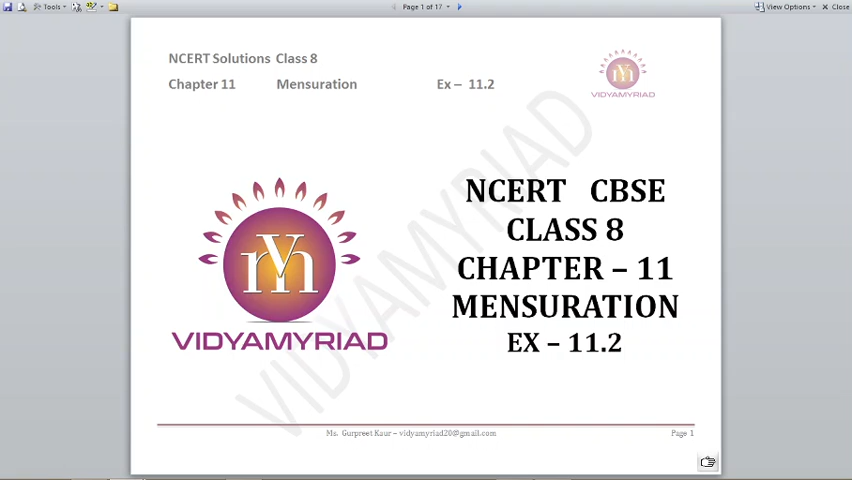 Tools
Page 1 of 17
View Options
Close
NCERT Solutions Class 8
Chapter 11 Mensuration Ex – 11.2
VIDYAMYRIAD
VIDYAMYRIAD
VIDYAMYRIAD
NCERT CBSE
CLASS 8
CHAPTER – 11
MENSURATION
EX – 11.2
Ms. Gurpreet Kaur – vidyamyriad20@gmail.com
Page 1